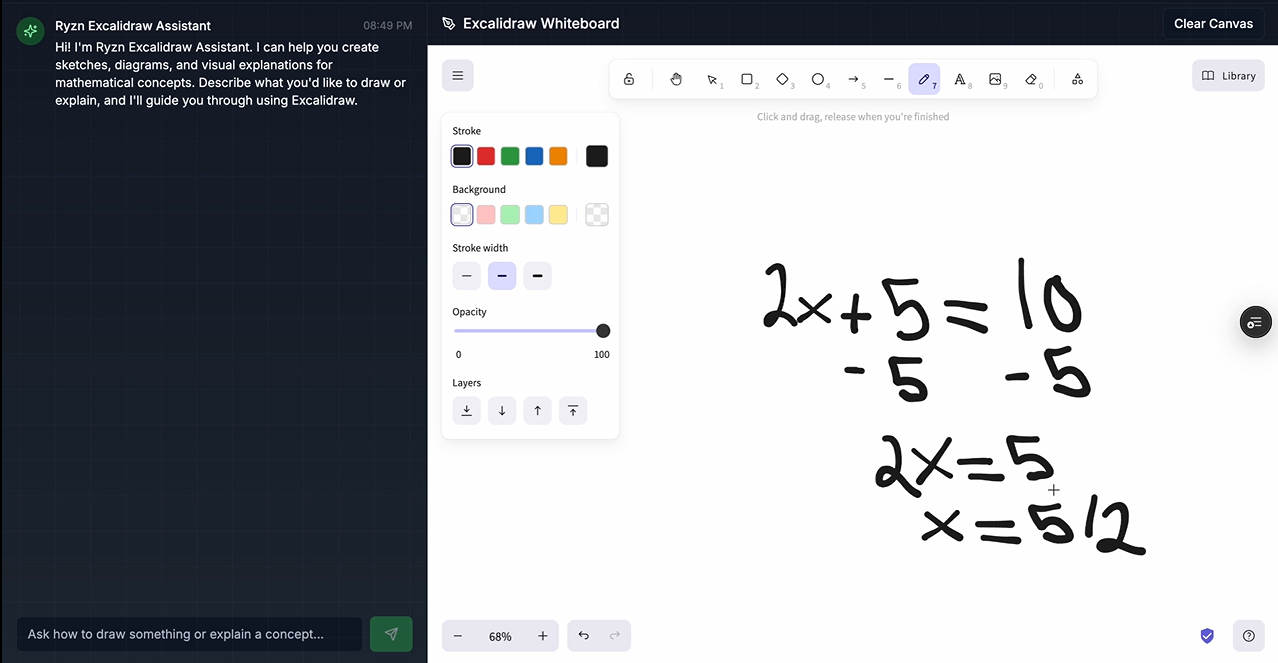 Ryzn Excalidraw Assistant 08:49 PM
Hi! I'm Ryzn Excalidraw Assistant. I can help you create
sketches, diagrams, and visual explanations for
mathematical concepts. Describe what you'd like to draw or
explain, and I'll guide you through using Excalidraw.
Ask how to draw something or explain a concept...
Excalidraw Whiteboard
Clear Canvas
1 2 3 4 5 6 7 A 8 9 0
Library
Click and drag, release when you're finished
Stroke
Background
Stroke width
Opacity
0 100
Layers
2x+5=10
-5 -5
2x=5
x=5/2
68%